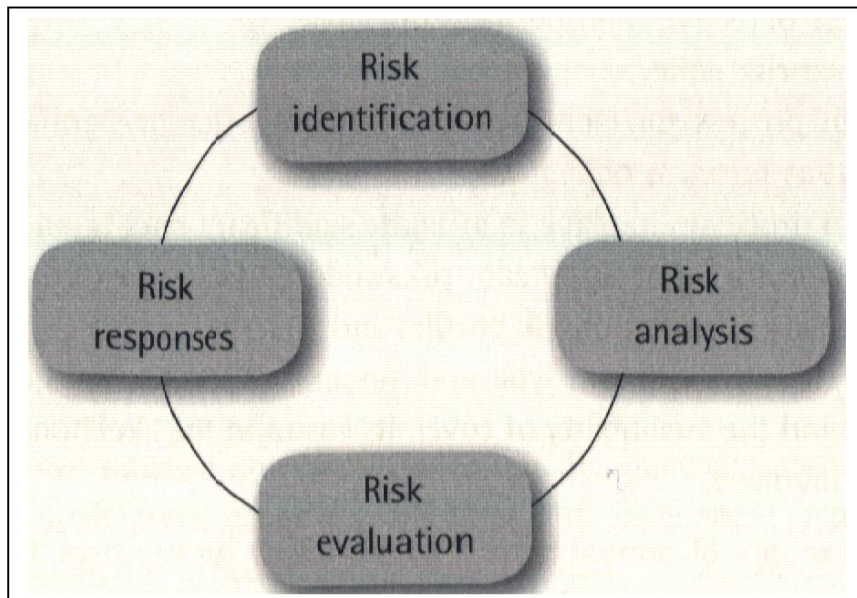 Risk
identification
Risk
responses
Risk
analysis
Risk
evaluation